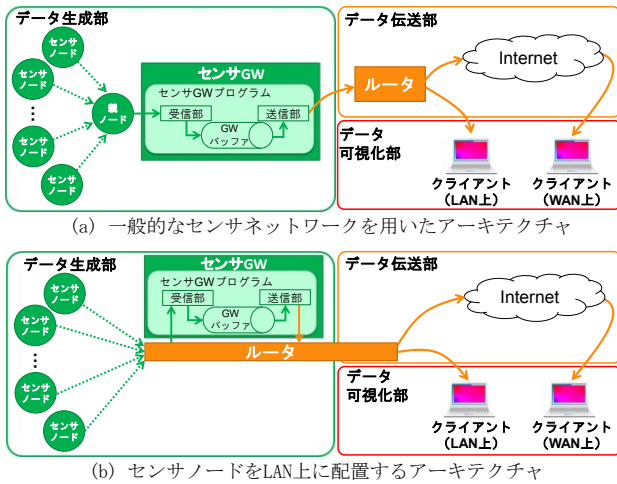 データ生成部
センサ
ノード
センサ
ノード
⋮
センサ
ノード
センサ
ノード
親
ノード
センサGW
センサGWプログラム
受信部
送信部
GW
バッファ
データ伝送部
ルータ
Internet
データ
可視化部
クライアント
(LAN上)
クライアント
(WAN上)
(a) 一般的なセンサネットワークを用いたアーキテクチャ
データ生成部
センサ
ノード
センサ
ノード
⋮
センサ
ノード
センサ
ノード
センサGW
センサGWプログラム
受信部
送信部
GW
バッファ
ルータ
データ伝送部
Internet
データ
可視化部
クライアント
(LAN上)
クライアント
(WAN上)
(b) センサノードをLAN上に配置するアーキテクチャ